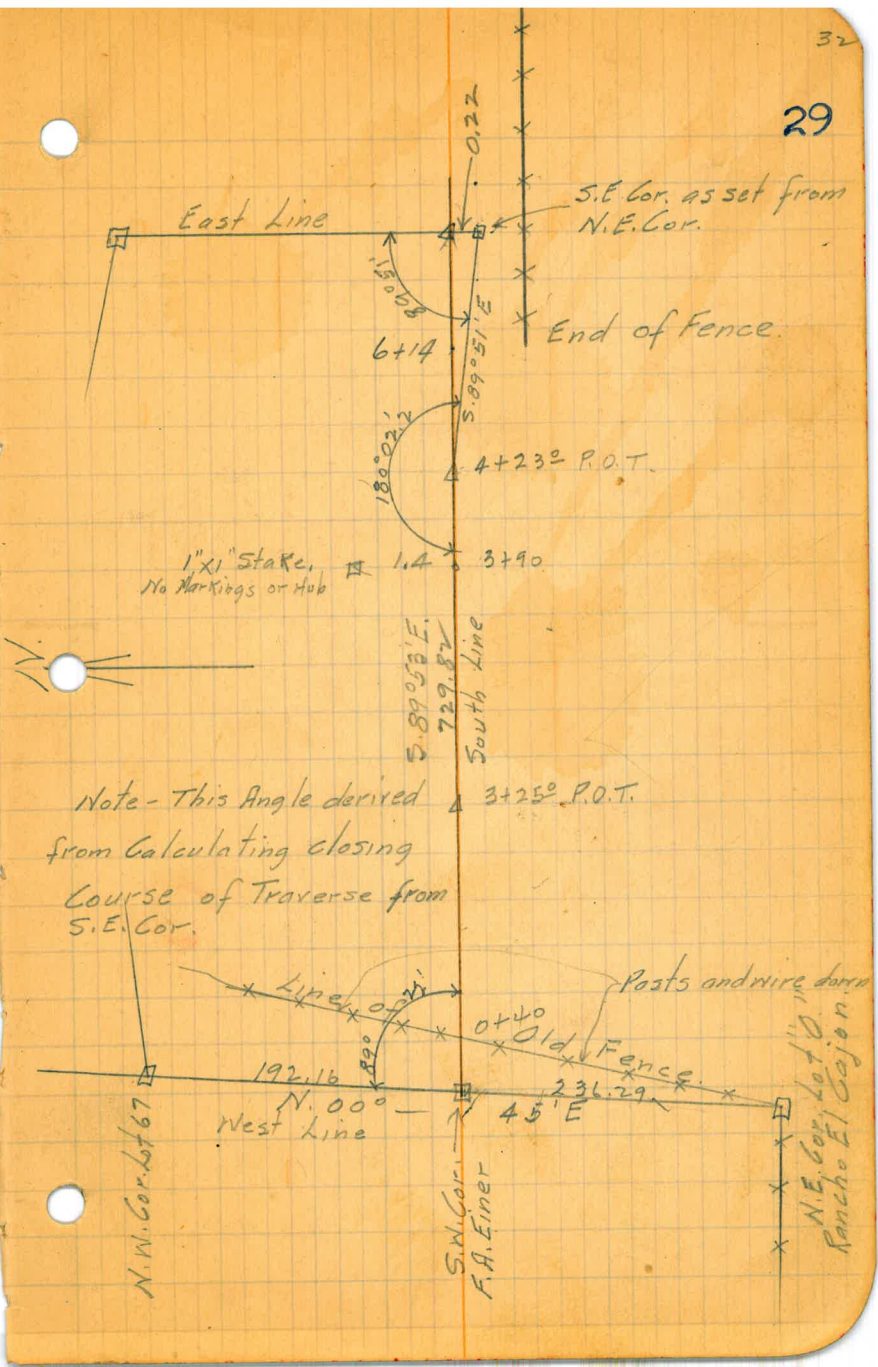 32
29
0.22
East Line
S.E Cor. as set from
N.E. Cor.
89°51'
S.89°51'E
6+14
End of Fence.
180°02.2'
4+23º P.O.T.
1"x1" Stake.
No Markings or Hub
1.4
3+90
S.89°53'E.
729.82
South Line
N.
Note - This Angle derived
from Calculating closing
Course of Traverse from
S.E. Cor.
3+25º P.O.T.
Line of Old Fence.
Posts and wire down
0+40
89°
192.16
236.29
N. 00° 45'E
West Line
N.W. Cor. Lot 67
S.W. Cor.
F.A. Einer
N.E. Cor. Lot "O"
Rancho El Cajon.